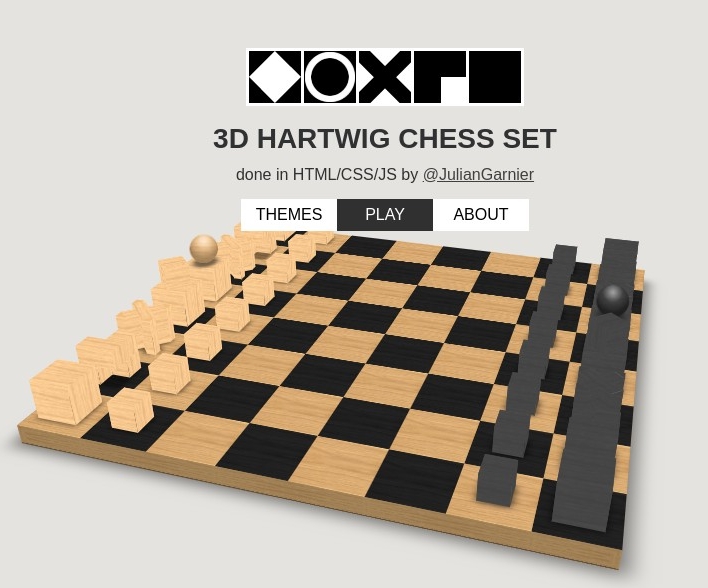 3D HARTWIG CHESS SET
done in HTML/CSS/JS by @JulianGarnier
THEMES PLAY ABOUT